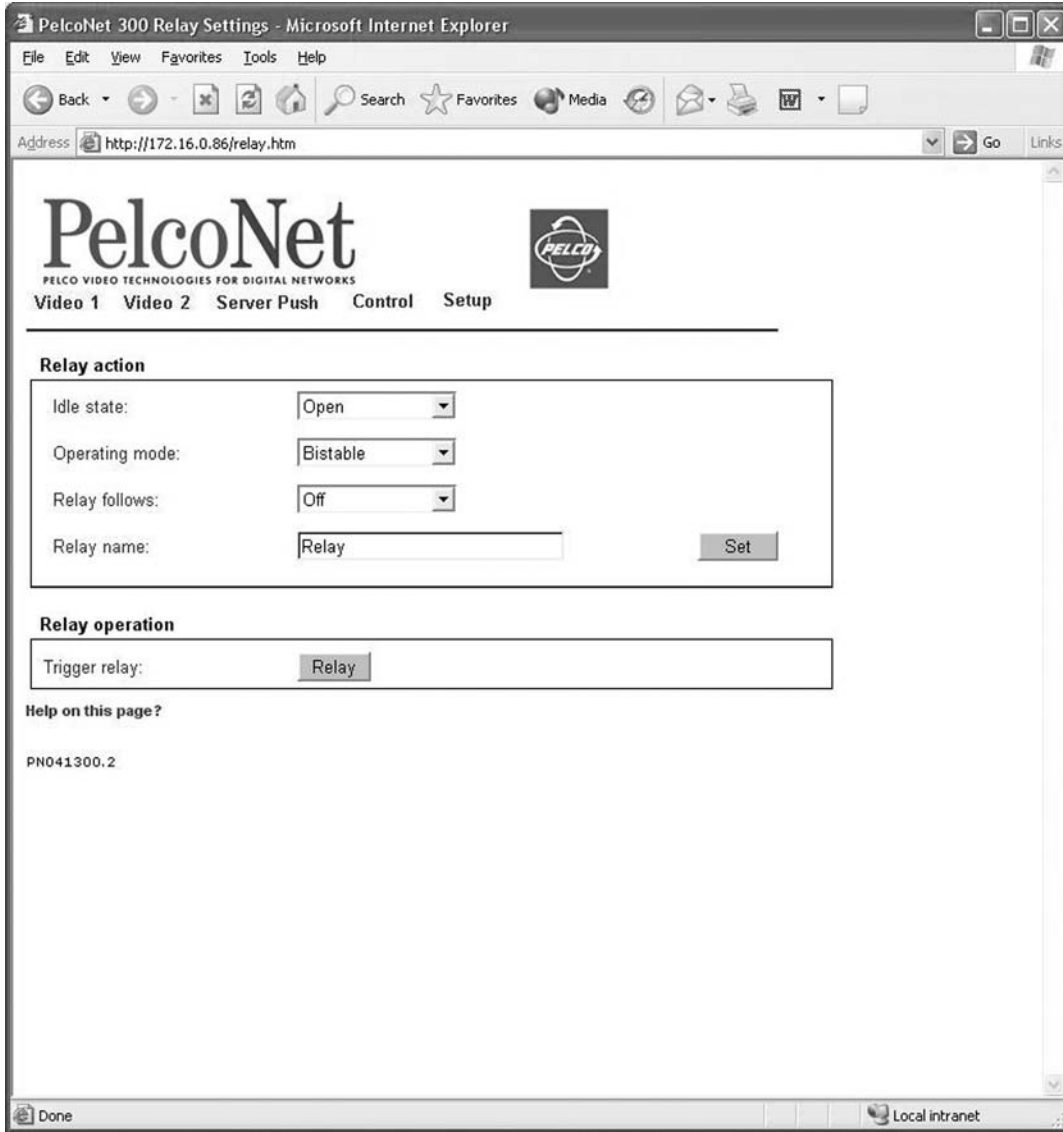 PelcoNet 300 Relay Settings - Microsoft Internet Explorer
File Edit View Favorites Tools Help
Back Search Favorites Media
Address http://172.16.0.86/relay.htm Go Links
PelcoNet
PELCO VIDEO TECHNOLOGIES FOR DIGITAL NETWORKS
PELCO
Video 1 Video 2 Server Push Control Setup
Relay action
Idle state: Open
Operating mode: Bistable
Relay follows: Off
Relay name: Relay Set
Relay operation
Trigger relay: Relay
Help on this page?
PN041300.2
Done Local intranet